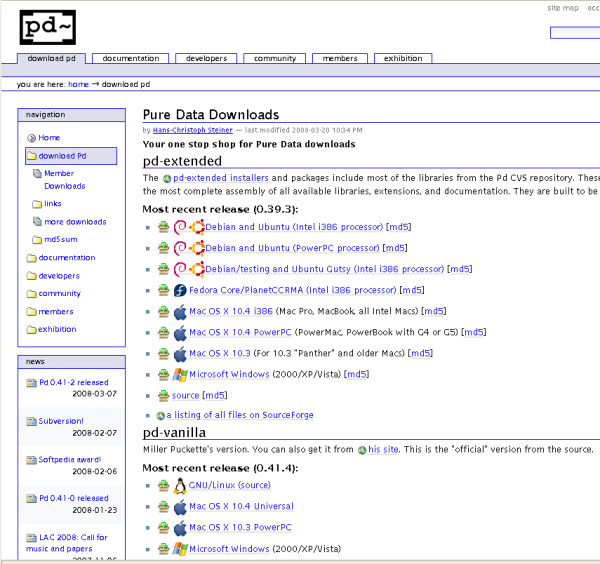 site map
pd~
download pd
documentation
developers
community
members
exhibition
you are here: home → download pd
navigation
Home
download Pd
Member
Downloads
links
more downloads
md5sum
documentation
developers
community
members
exhibition
news
Pd 0.41-2 released
2008-03-07
Subversion!
2008-02-07
Softpedia award!
2008-02-06
Pd 0.41-0 released
2008-01-23
LAC 2008: Call for
music and papers
Pure Data Downloads
by Hans-Christoph Steiner — last modified 2008-03-20 10:34 PM
Your one stop shop for Pure Data downloads
pd-extended
The pd-extended installers and packages include most of the libraries from the Pd CVS repository. These
the most complete assembly of all available libraries, extensions, and documentation. They are built to be
Most recent release (0.39.3):
Debian and Ubuntu (Intel i386 processor) [md5]
Debian and Ubuntu (PowerPC processor) [md5]
Debian/testing and Ubuntu Gutsy (Intel i386 processor) [md5]
Fedora Core/PlanetCCRMA (Intel i386 processor) [md5]
Mac OS X 10.4 i386 (Mac Pro, MacBook, all Intel Macs) [md5]
Mac OS X 10.4 PowerPC (PowerMac, PowerBook with G4 or G5) [md5]
Mac OS X 10.3 (For 10.3 "Panther" and older Macs) [md5]
Microsoft Windows (2000/XP/Vista) [md5]
source [md5]
a listing of all files on SourceForge
pd-vanilla
Miller Puckette's version. You can also get it from his site. This is the "official" version from the source.
Most recent release (0.41.4):
GNU/Linux (source)
Mac OS X 10.4 Universal
Mac OS X 10.3 PowerPC
Microsoft Windows (2000/XP/Vista)